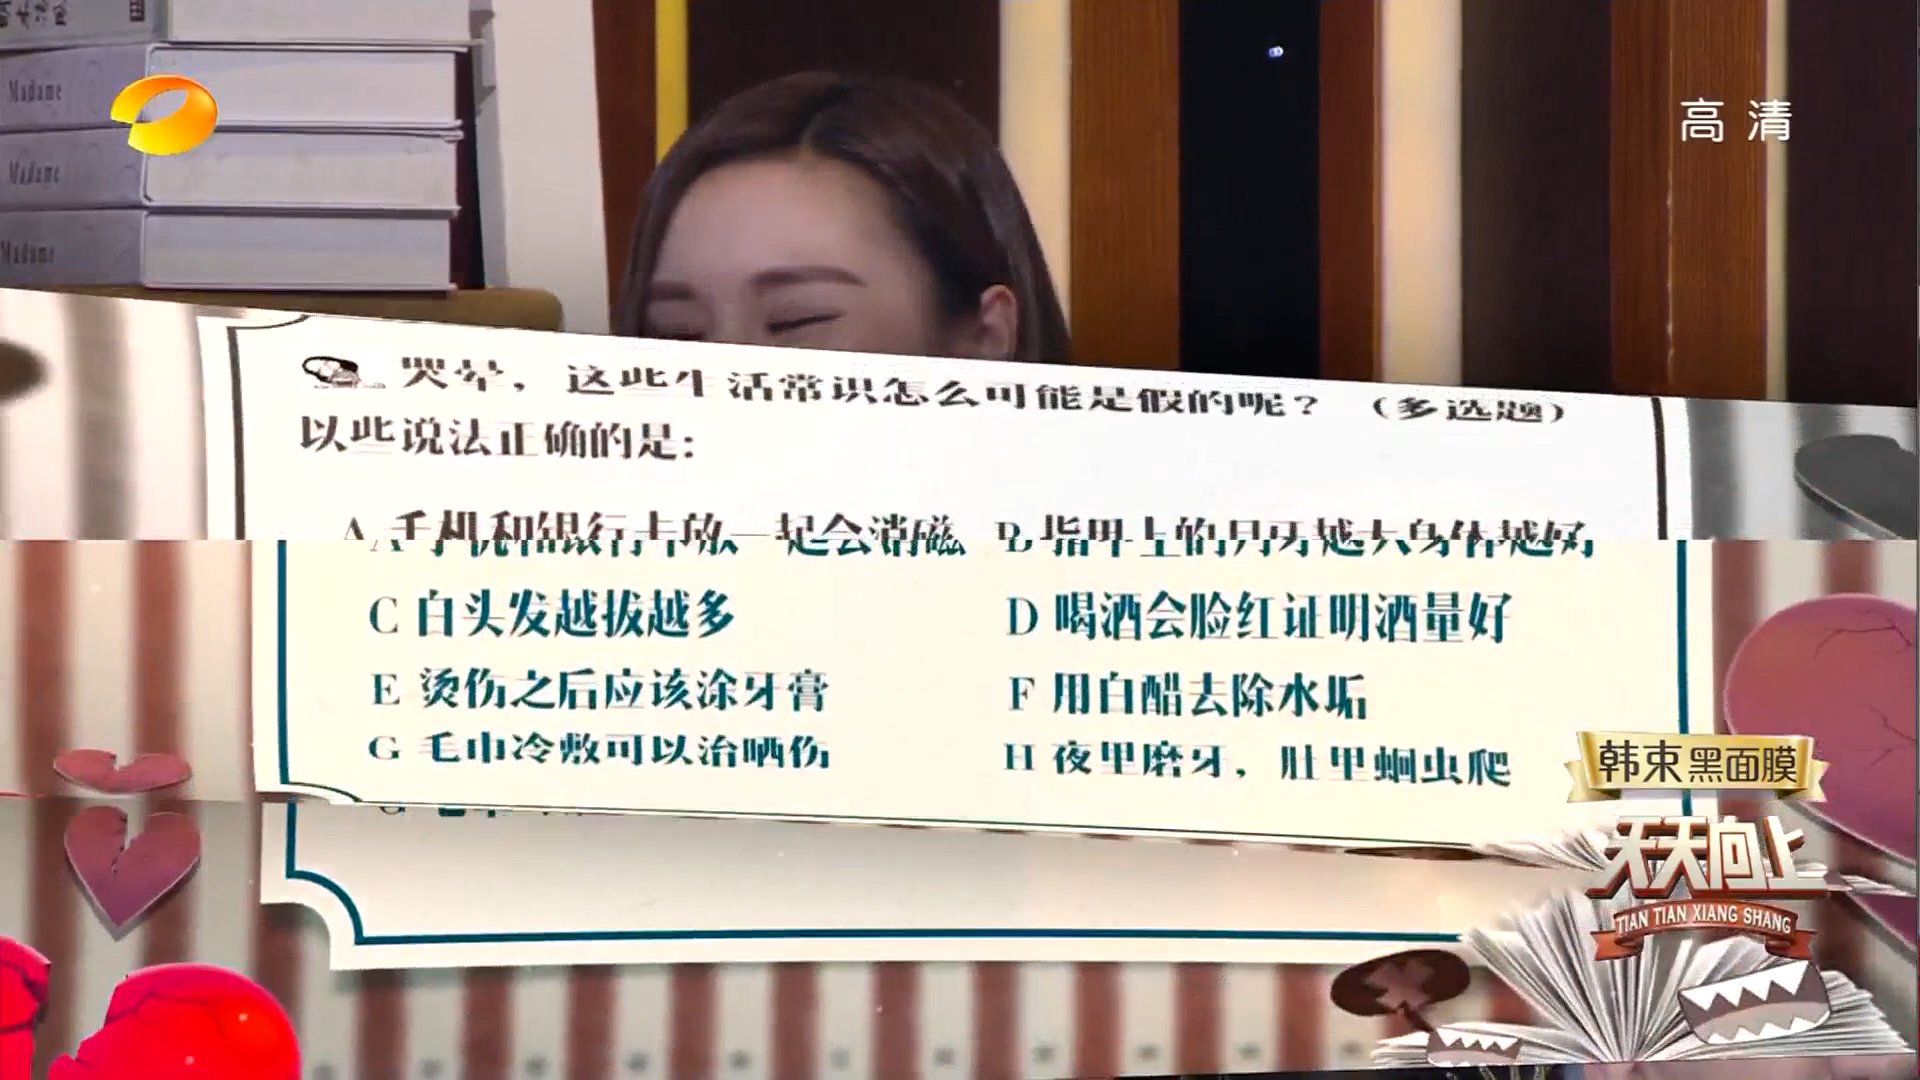 Madame
高清
Madame
Madame
哭晕，这些生活常识怎么可能是假的呢？（多选题）
以些说法正确的是：
A 手机和银行卡放一起会消磁 B 指甲上的月牙越大身体越好
C 白头发越拔越多 D 喝酒会脸红证明酒量好
E 烫伤之后应该涂牙膏 F 用白醋去除水垢
G 毛巾冷敷可以治晒伤 H 夜里磨牙，肚里蛔虫爬
韩束黑面膜
天天向上
TIAN TIAN XIANG SHANG